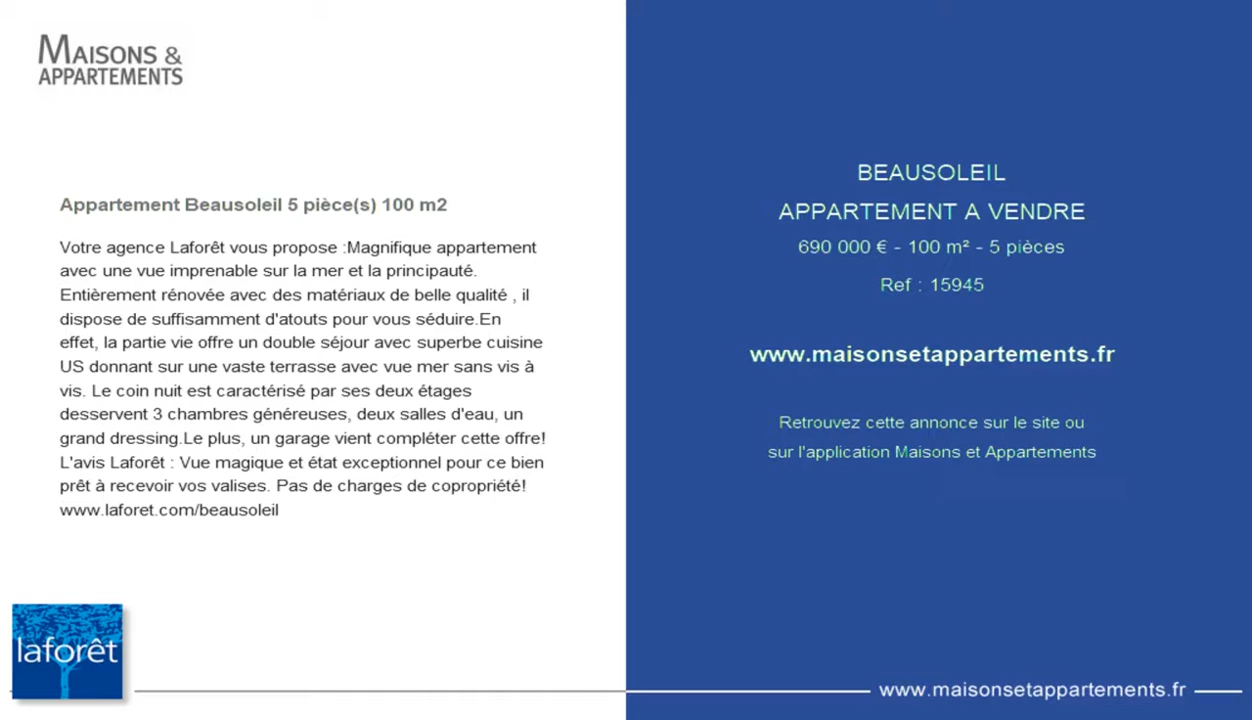 MAISONS &
APPARTEMENTS
Appartement Beausoleil 5 pièce(s) 100 m2
Votre agence Laforêt vous propose :Magnifique appartement
avec une vue imprenable sur la mer et la principauté.
Entièrement rénovée avec des matériaux de belle qualité , il
dispose de suffisamment d'atouts pour vous séduire.En
effet, la partie vie offre un double séjour avec superbe cuisine
US donnant sur une vaste terrasse avec vue mer sans vis à
vis. Le coin nuit est caractérisé par ses deux étages
desservent 3 chambres généreuses, deux salles d'eau, un
grand dressing.Le plus, un garage vient compléter cette offre!
L'avis Laforêt : Vue magique et état exceptionnel pour ce bien
prêt à recevoir vos valises. Pas de charges de copropriété!
www.laforet.com/beausoleil
laforêt
BEAUSOLEIL
APPARTEMENT A VENDRE
690 000 € - 100 m² - 5 pièces
Ref : 15945
www.maisonsetappartements.fr
Retrouvez cette annonce sur le site ou
sur l'application Maisons et Appartements
www.maisonsetappartements.fr